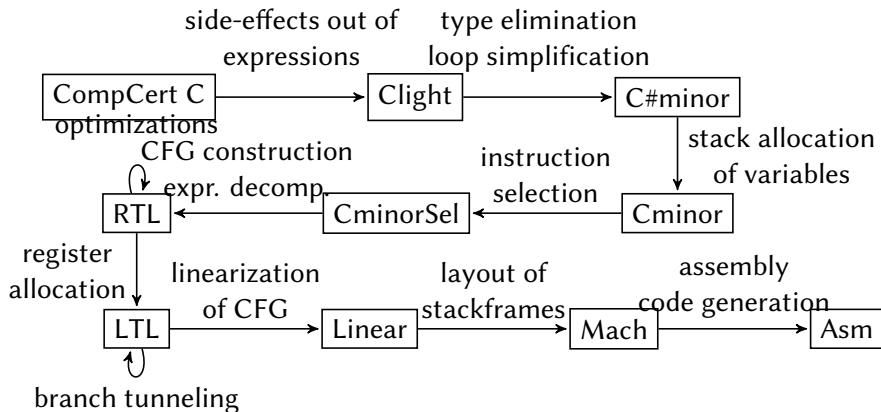 side-effects out of
expressions
type elimination
loop simplification
CompCert C
Clight
C#minor
optimizations
stack allocation
of variables
CFG construction
expr. decomp.
instruction
selection
RTL
CminorSel
Cminor
register
allocation
linearization
of CFG
layout of
stackframes
assembly
code generation
LTL
Linear
Mach
Asm
branch tunneling